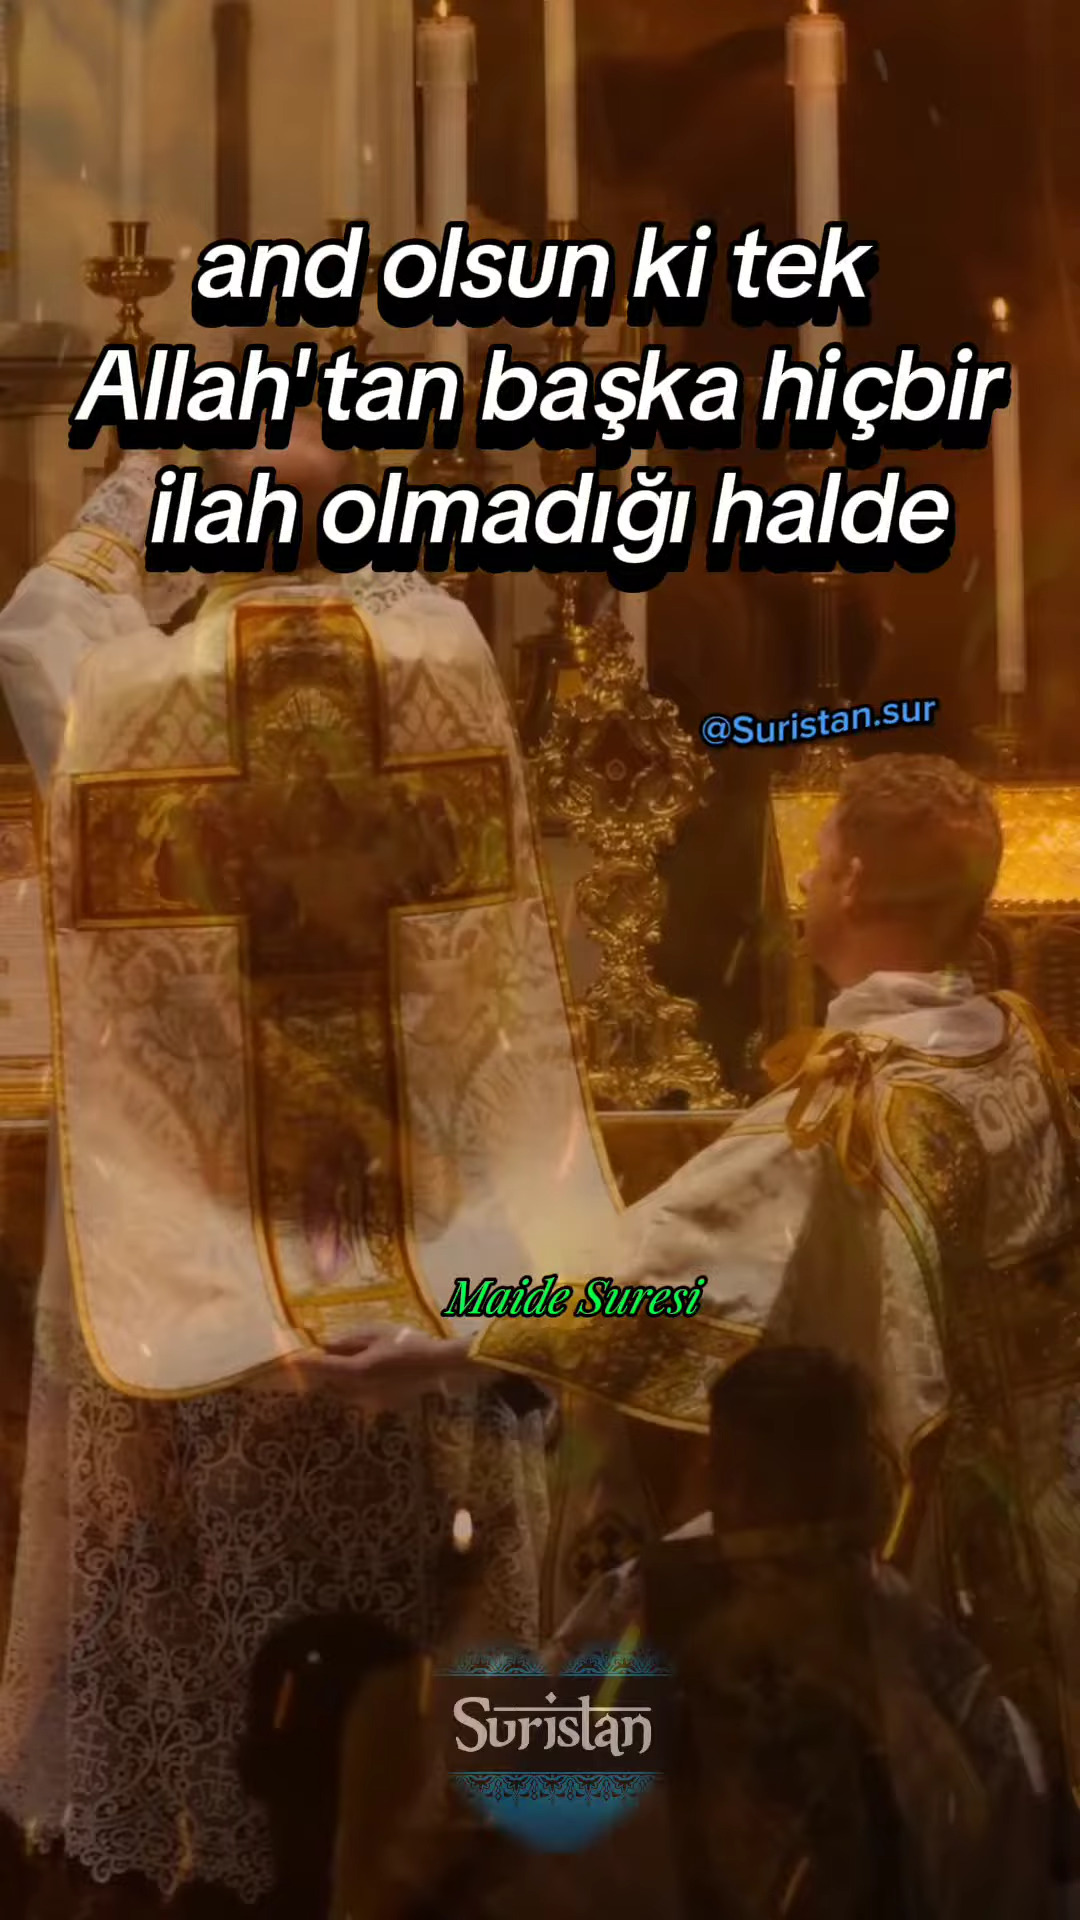 and olsun ki tek
Allah'tan başka hiçbir
ilah olmadığı halde
@Suristan.sur
Maide Suresi
Suristan